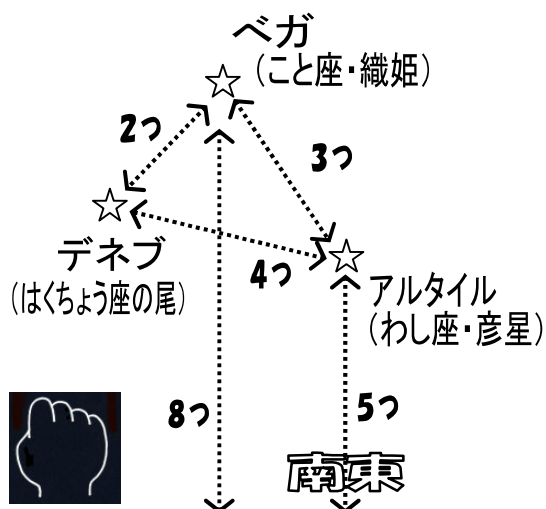 ベガ
(こと座・織姫)
2つ
3つ
デネブ
(はくちょう座の尾)
4つ
アルタイル
(わし座・彦星)
8つ
5つ
南東